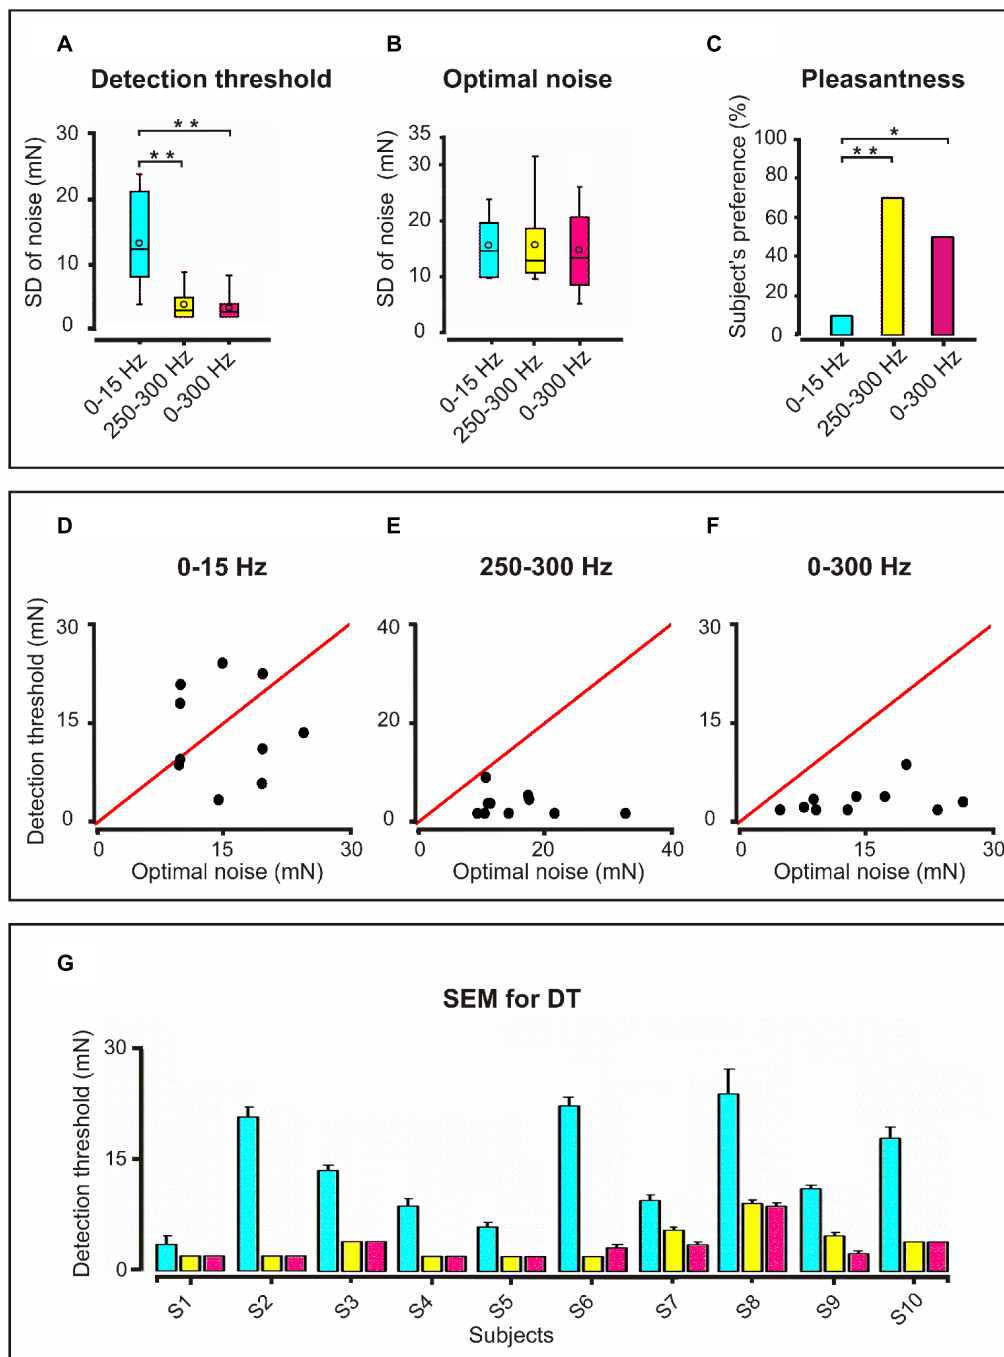 A
Detection threshold
SD of noise (mN)
30
20
10
0
* *
* *
0-15 Hz
250-300 Hz
0-300 Hz
B
Optimal noise
SD of noise (mN)
35
30
20
10
0
0-15 Hz
250-300 Hz
0-300 Hz
C
Pleasantness
Subject's preference (%)
100
80
60
40
20
0
*
* *
0-15 Hz
250-300 Hz
0-300 Hz
D
0-15 Hz
Detection threshold (mN)
30
15
0
0 15 30
Optimal noise (mN)
E
250-300 Hz
40
20
0
0 20 40
Optimal noise (mN)
F
0-300 Hz
30
15
0
0 15 30
Optimal noise (mN)
G
SEM for DT
Detection threshold (mN)
30
15
0
S1 S2 S3 S4 S5 S6 S7 S8 S9 S10
Subjects